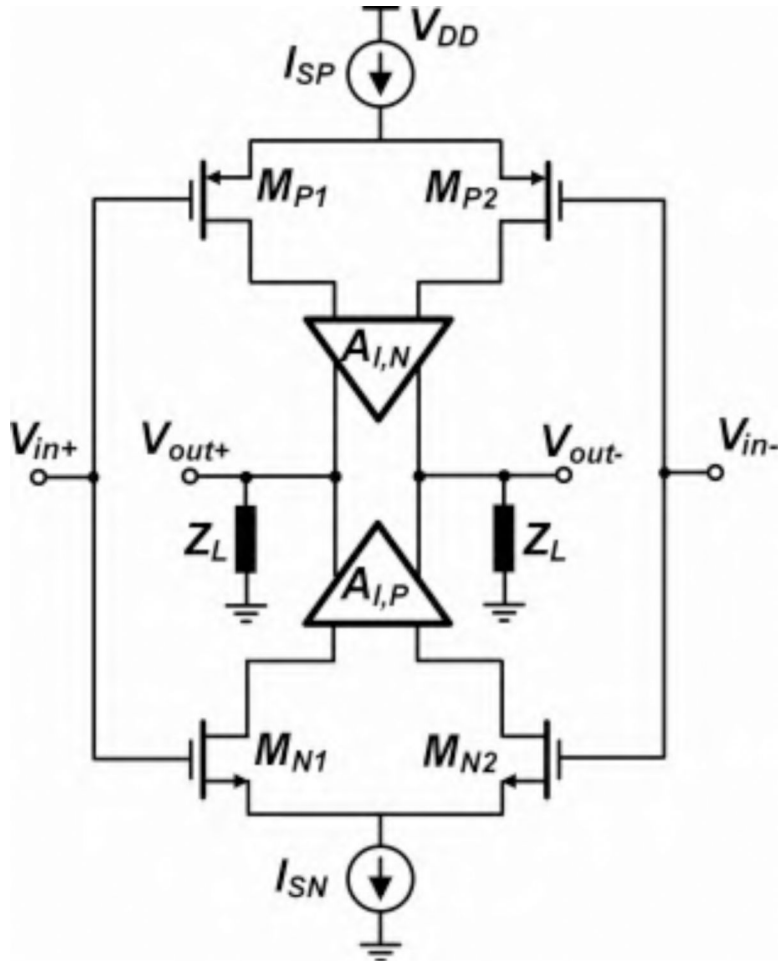 V_DD
I_SP
M_P1 M_P2
A_I,N
V_in+ V_out+ V_out- V_in-
Z_L Z_L
A_I,P
M_N1 M_N2
I_SN